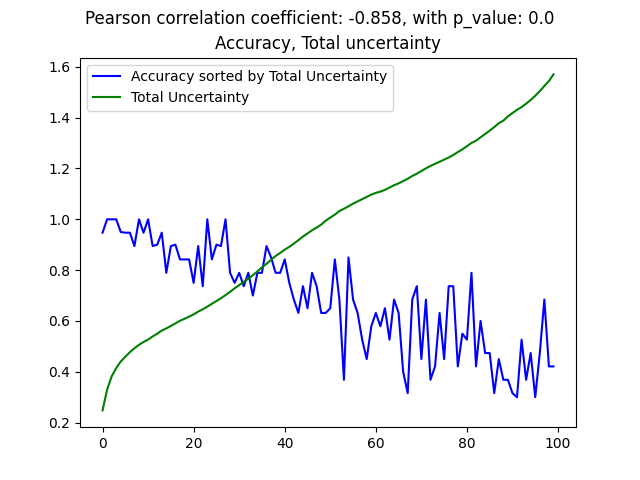 Pearson correlation coefficient: -0.858, with p_value: 0.0
Accuracy, Total uncertainty
Accuracy sorted by Total Uncertainty
Total Uncertainty
1.6
1.4
1.2
1.0
0.8
0.6
0.4
0.2
0 20 40 60 80 100